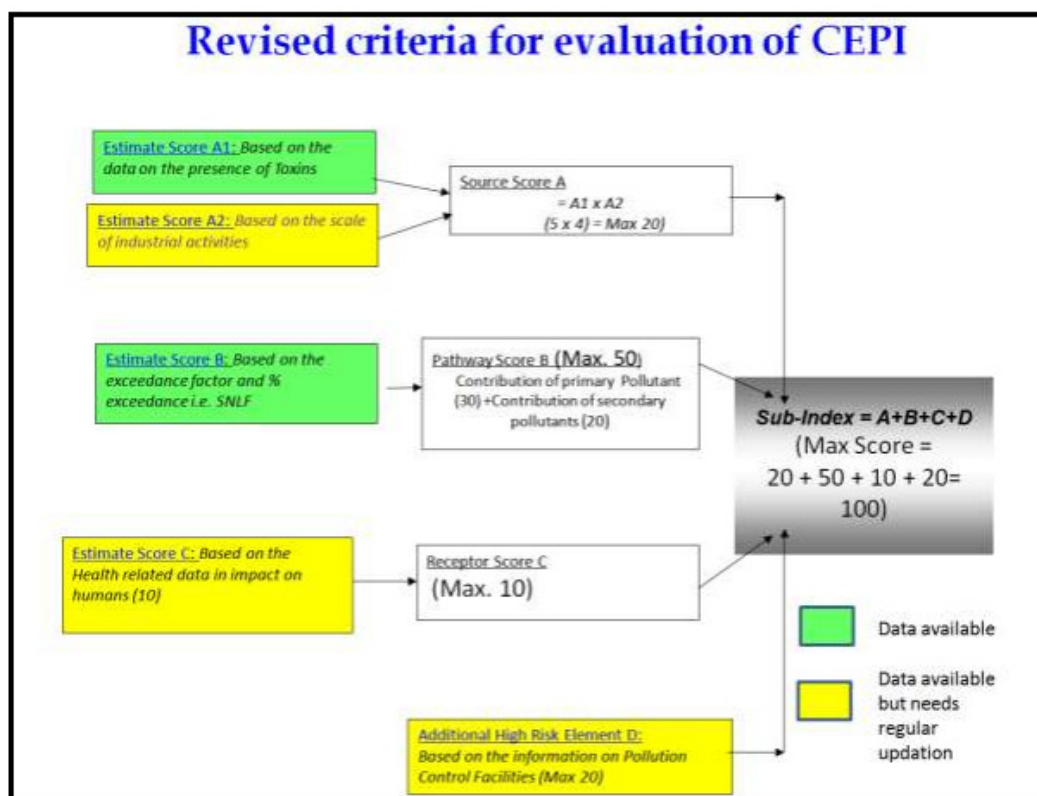 Revised criteria for evaluation of CEPI
Estimate Score A1: Based on the
data on the presence of Toxins
Estimate Score A2: Based on the scale
of industrial activities
Source Score A
= A1 x A2
(5 x 4) = Max 20)
Estimate Score B: Based on the
exceedance factor and %
exceedance i.e. SNLF
Pathway Score B (Max. 50)
Contribution of primary Pollutant
(30) +Contribution of secondary
pollutants (20)
Sub-Index = A+B+C+D
(Max Score =
20 + 50 + 10 + 20=
100)
Estimate Score C: Based on the
Health related data in impact on
humans (10)
Receptor Score C
(Max. 10)
Additional High Risk Element D:
Based on the information on Pollution
Control Facilities (Max 20)
Data available
Data available
but needs
regular
updation